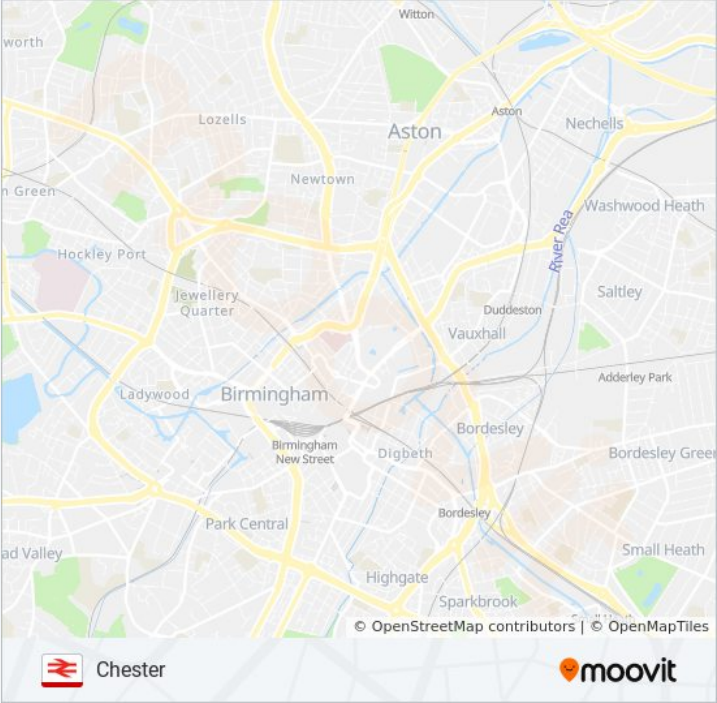 Witton
worth
Lozells
Aston
Aston
Nechells
Newtown
n Green
Washwood Heath
River Rea
Hockley Port
Jewellery
Quarter
Saltley
Duddeston
Vauxhall
Adderley Park
Ladywood
Birmingham
Bordesley
Birmingham
New Street
Digbeth
Bordesley Green
Bordesley
Park Central
ad Valley
Small Heath
Highgate
Sparkbrook
© OpenStreetMap contributors | © OpenMapTiles
Chester
moovit